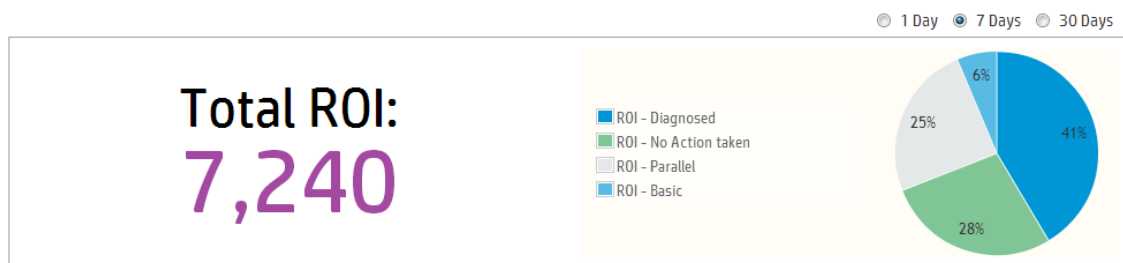 1 Day 7 Days 30 Days
Total ROI:
7,240
ROI - Diagnosed
ROI - No Action taken
ROI - Parallel
ROI - Basic
6%
25%
41%
28%